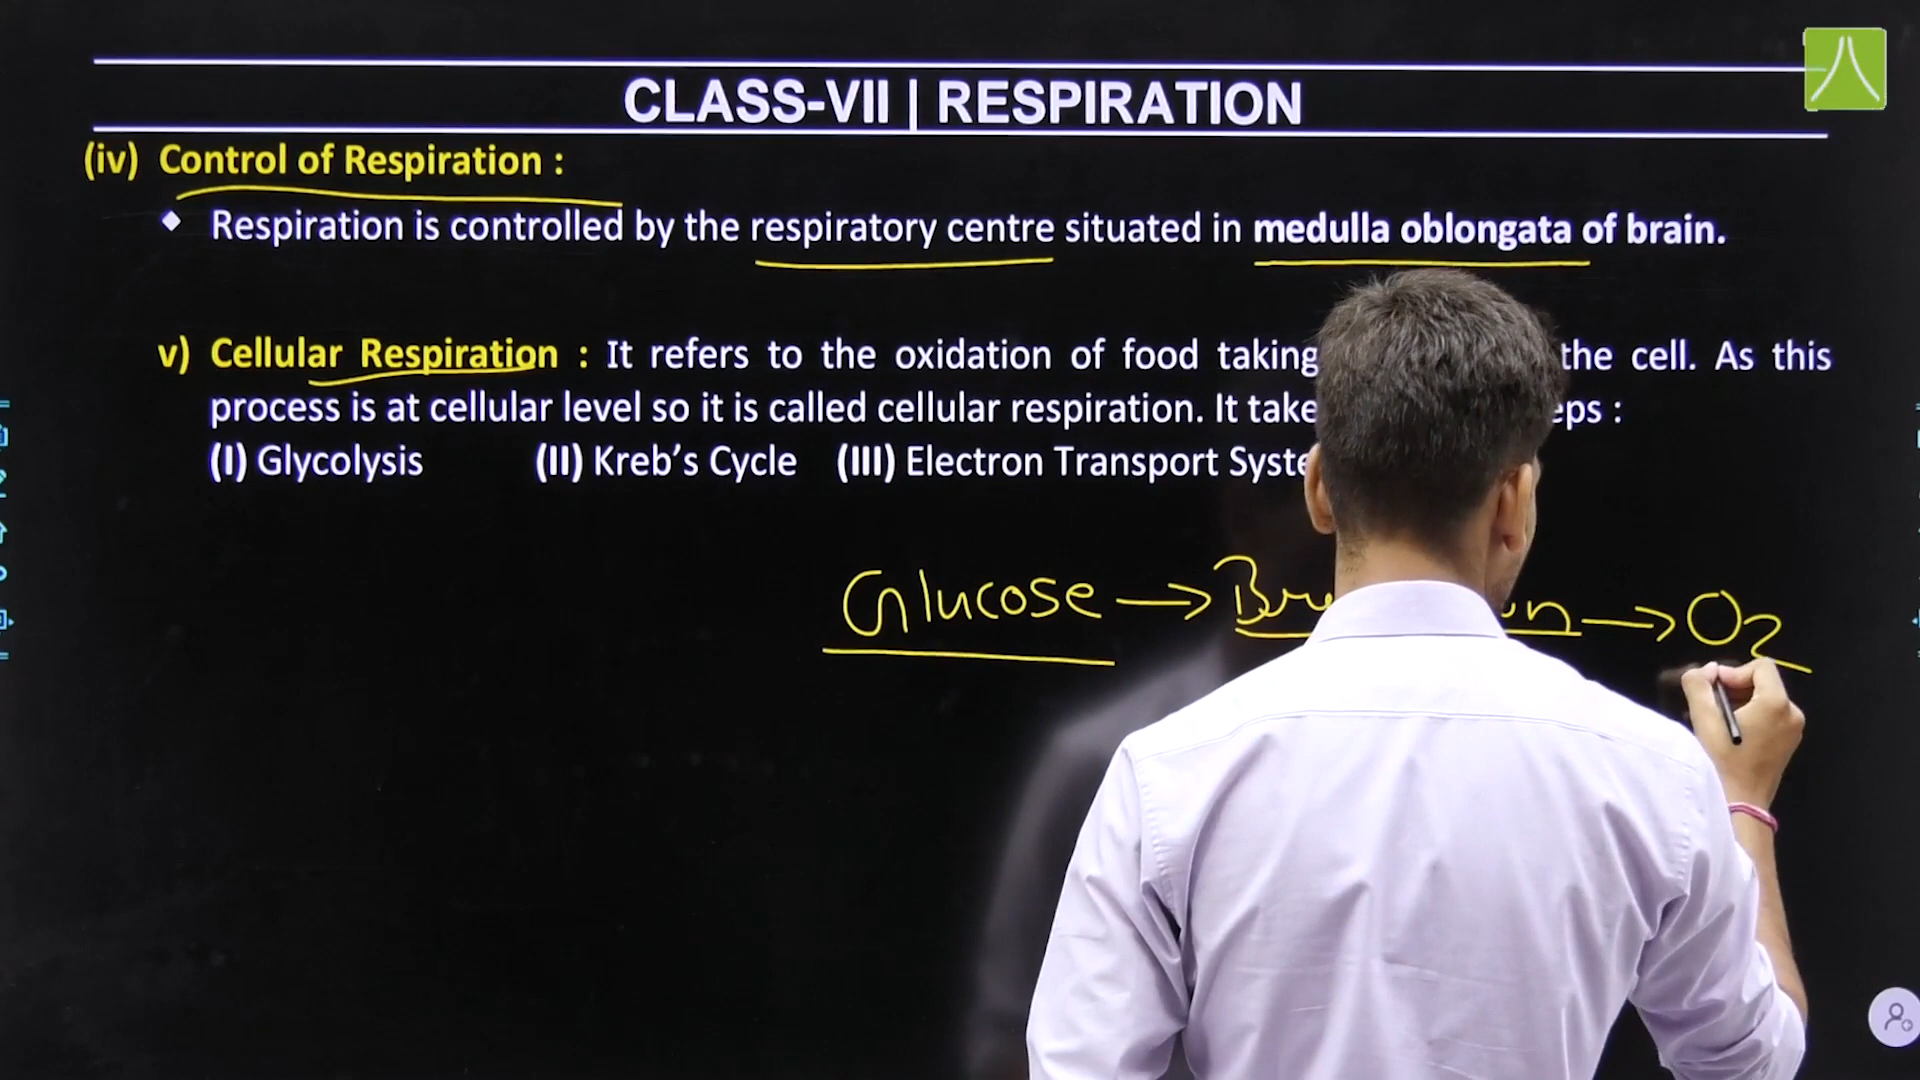 CLASS-VII | RESPIRATION
(iv) Control of Respiration :
◆ Respiration is controlled by the respiratory centre situated in medulla oblongata of brain.
v) Cellular Respiration : It refers to the oxidation of food taking the cell. As this
process is at cellular level so it is called cellular respiration. It take eps :
(I) Glycolysis (II) Kreb's Cycle (III) Electron Transport Syste
Glucose → → O2